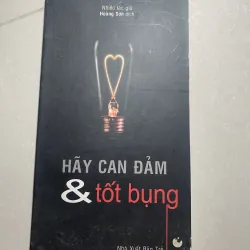 Nhiều tác giả
Hoàng Sơn dịch
HÃY CAN ĐẢM
& tốt bụng
Nhà Xuất Bản Trẻ